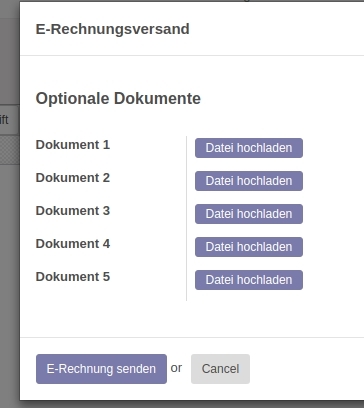 E-Rechnungsversand
Optionale Dokumente
ift
Dokument 1 Datei hochladen
Dokument 2 Datei hochladen
Dokument 3 Datei hochladen
Dokument 4 Datei hochladen
Dokument 5 Datei hochladen
E-Rechnung senden or Cancel